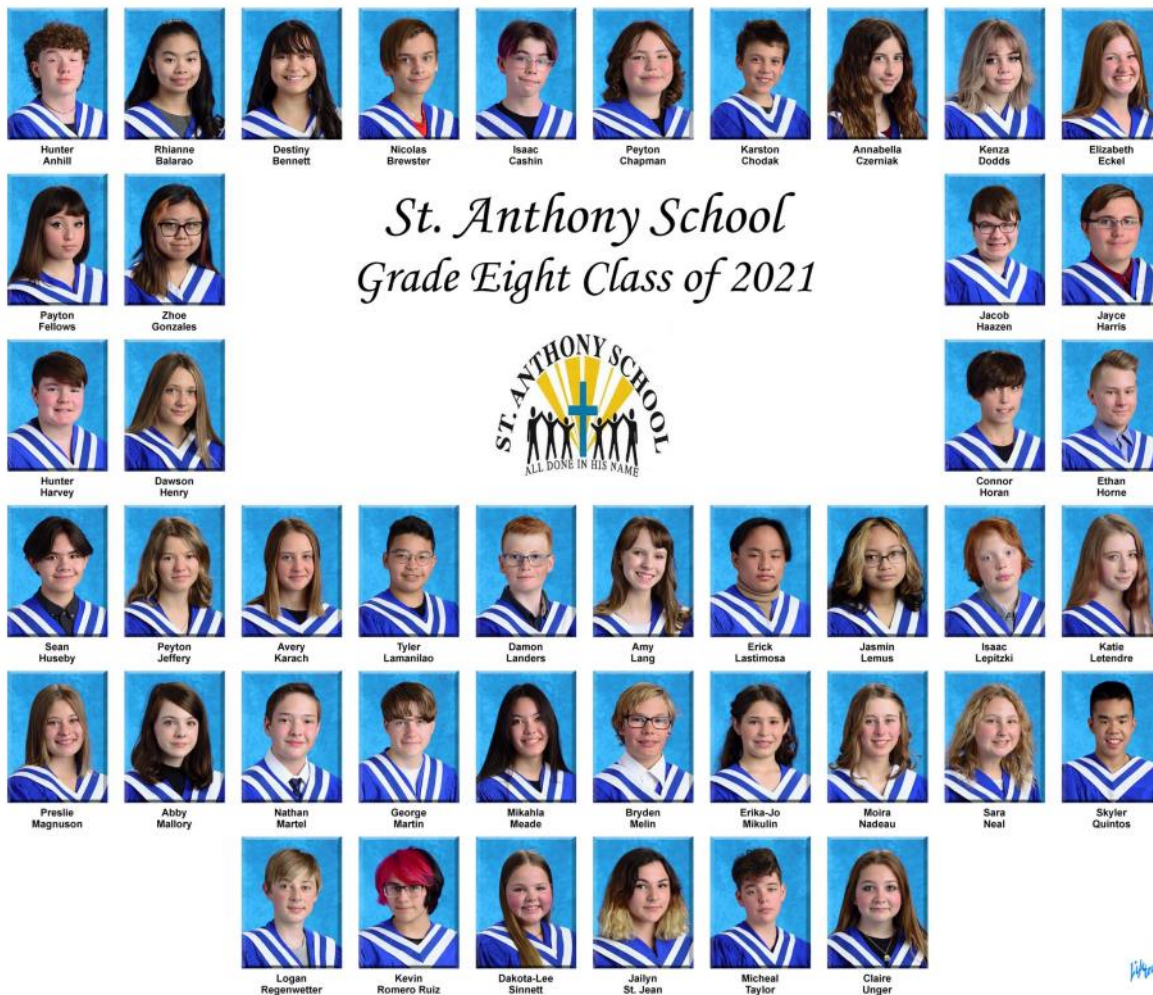 Hunter
Anhill
Rhianne
Balarao
Destiny
Bennett
Nicolas
Brewster
Isaac
Cashin
Peyton
Chapman
Karston
Chodak
Annabella
Czerniak
Kenza
Dodds
Elizabeth
Eckel
St. Anthony School
Grade Eight Class of 2021
Payton
Fellows
Zhoe
Gonzales
Jacob
Haazen
Jayce
Harris
ST. ANTHONY SCHOOL
ALL DONE IN HIS NAME
Hunter
Harvey
Dawson
Henry
Connor
Horan
Ethan
Horne
Sean
Huseby
Peyton
Jeffery
Avery
Karach
Tyler
Lamanilao
Damon
Landers
Amy
Lang
Erick
Lastimosa
Jasmin
Lemus
Isaac
Lepitzki
Katie
Letendre
Preslie
Magnuson
Abby
Mallory
Nathan
Martel
George
Martin
Mikahla
Meade
Bryden
Melin
Erika-Jo
Mikulin
Moira
Nadeau
Sara
Neal
Skyler
Quintos
Logan
Regenwetter
Kevin
Romero Ruiz
Dakota-Lee
Sinnett
Jailyn
St. Jean
Micheal
Taylor
Claire
Unger